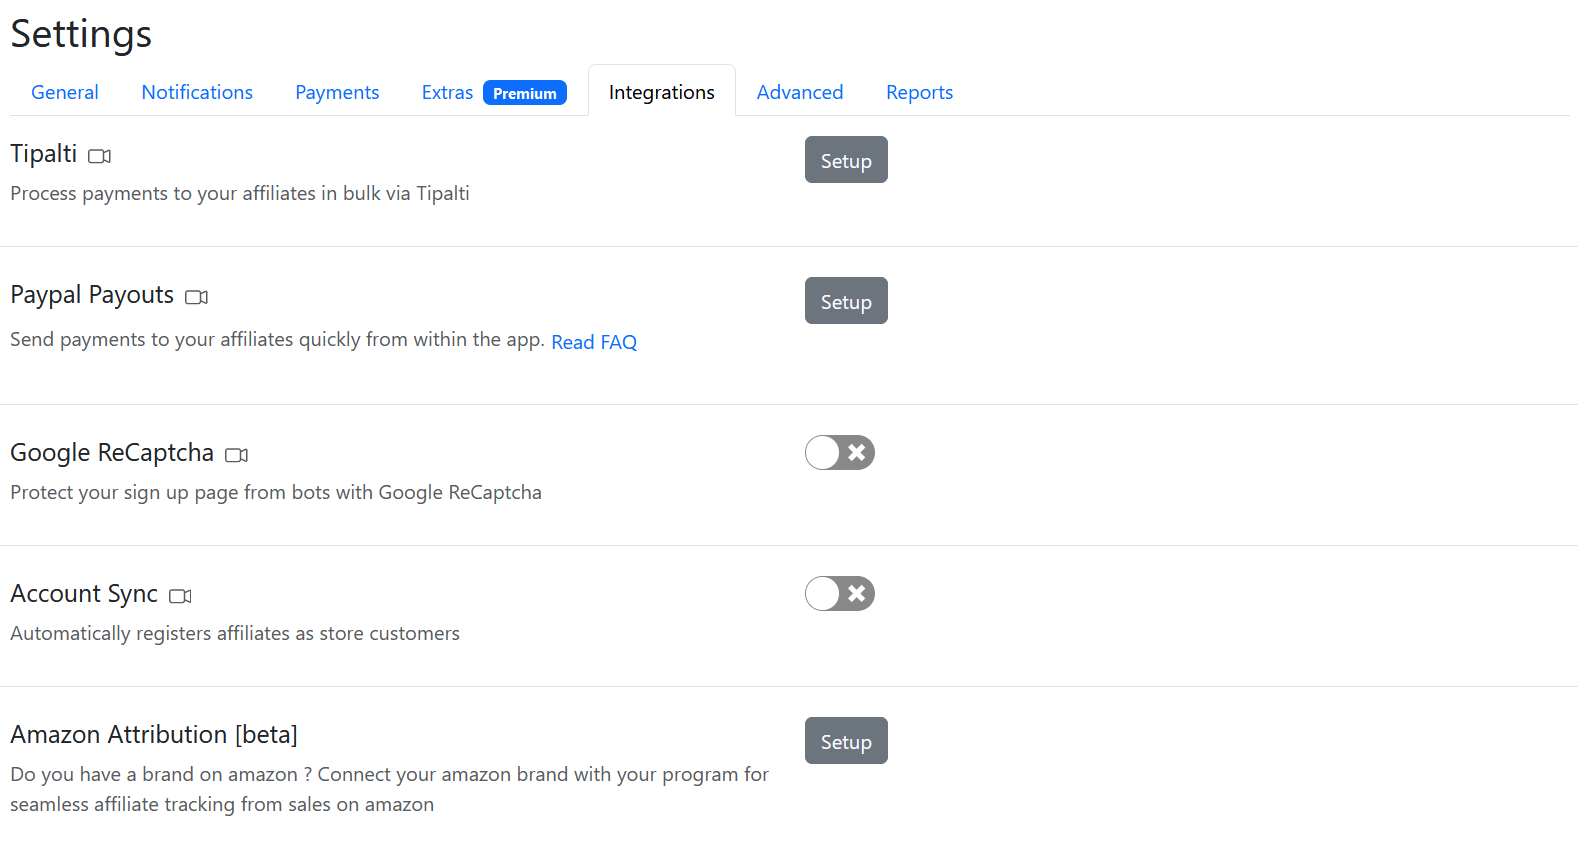 Settings
General Notifications Payments Extras Premium Integrations Advanced Reports
Tipalti
Setup
Process payments to your affiliates in bulk via Tipalti
Paypal Payouts
Setup
Send payments to your affiliates quickly from within the app. Read FAQ
Google ReCaptcha
Protect your sign up page from bots with Google ReCaptcha
Account Sync
Automatically registers affiliates as store customers
Amazon Attribution [beta]
Setup
Do you have a brand on amazon ? Connect your amazon brand with your program for
seamless affiliate tracking from sales on amazon